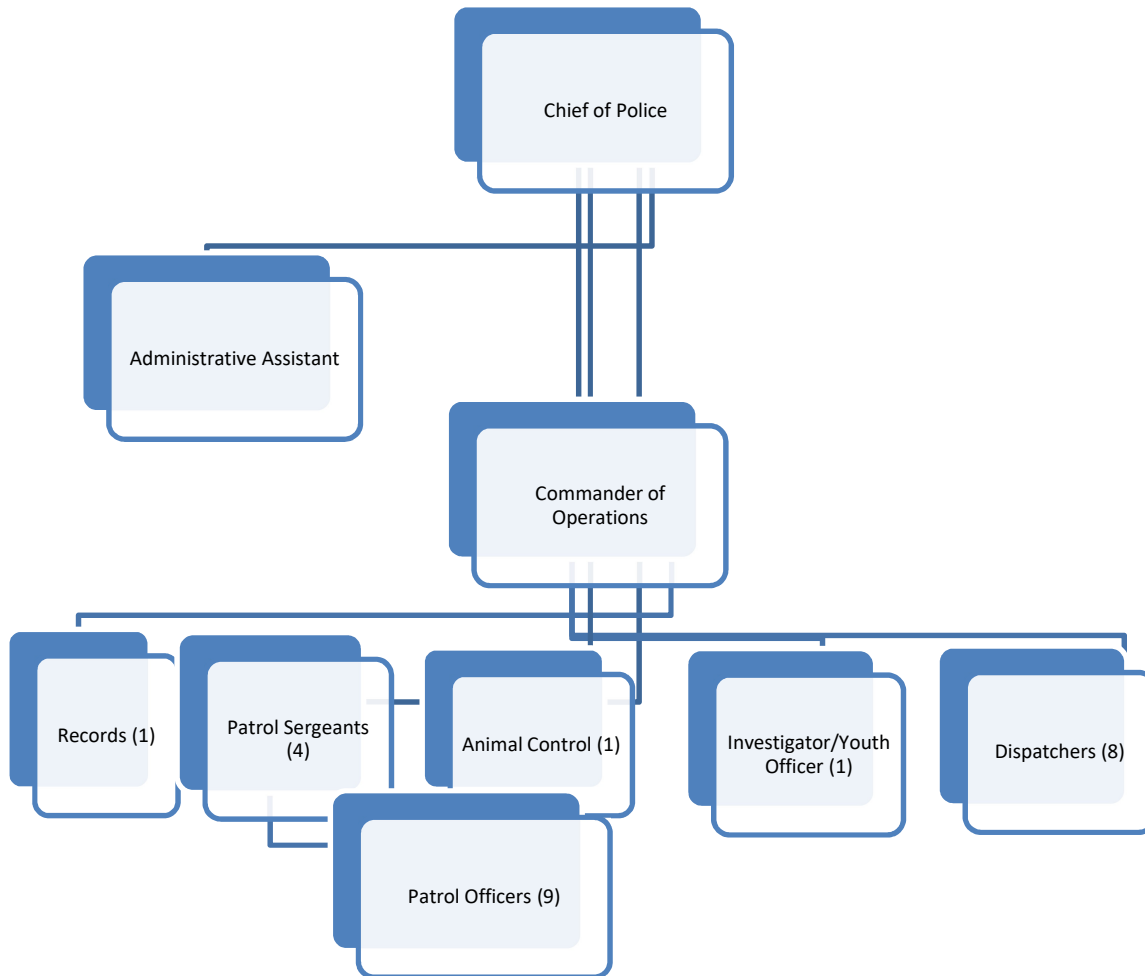 Chief of Police
Administrative Assistant
Commander of
Operations
Records (1)
Patrol Sergeants
(4)
Animal Control (1)
Investigator/Youth
Officer (1)
Dispatchers (8)
Patrol Officers (9)